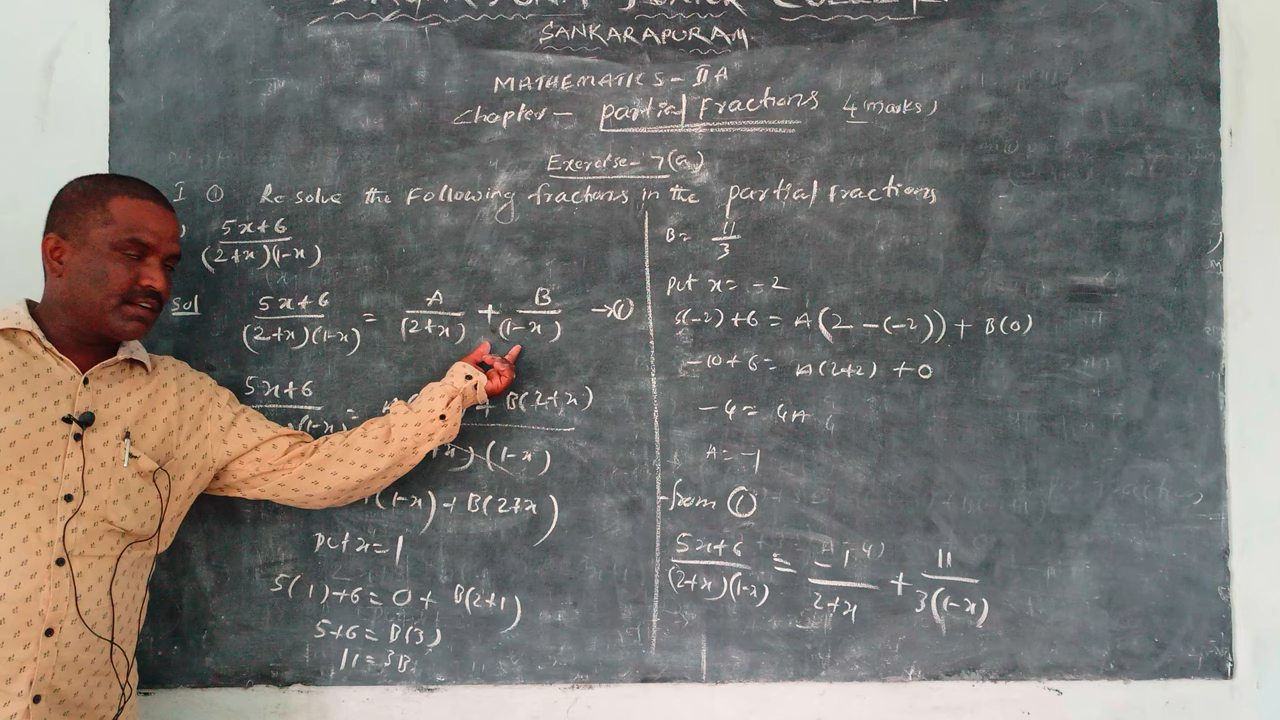 SANKARAPURAM
MATHEMATICS - II A
Chapter - partial Fractions 4 (marks)
Exercise - 7(a)
I ① Resolve the Following fractions in the partial fractions
) 5x+6 / (2+x)(1-x)
Sol 5x+6 / (2+x)(1-x) = A / (2+x) + B / (1-x) → ①
5x+6 / (1-x) = + B(2+x) / (1-x)
(1-x) + B(2+x)
put x = 1
5(1)+6 = 0 + B(2+1)
5+6 = B(3)
11 = 3B
B = 11 / 3
put x = -2
5(-2)+6 = A(2-(-2)) + B(0)
-10+6 = A(2+2) + 0
-4 = 4A
A = -1
from ①
5x+6 / (2+x)(1-x) = -1 / 2+x + 11 / 3(1-x)